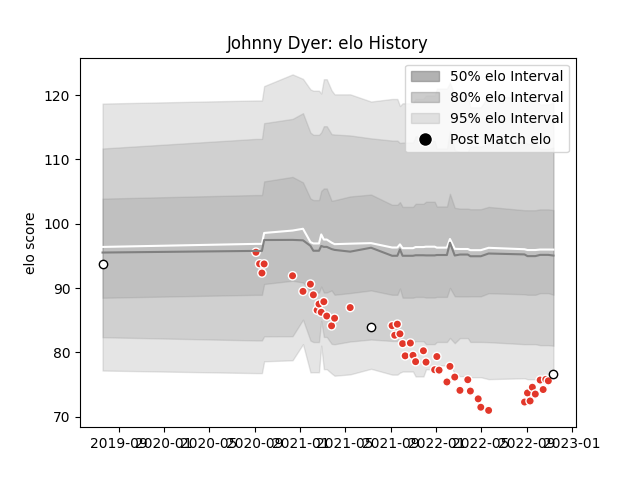 Johnny Dyer: elo History
50% elo Interval
80% elo Interval
95% elo Interval
Post Match elo
elo score
120
110
100
90
80
70
2019-09 2020-01 2020-05 2020-09 2021-01 2021-05 2021-09 2022-01 2022-05 2022-09 2023-01